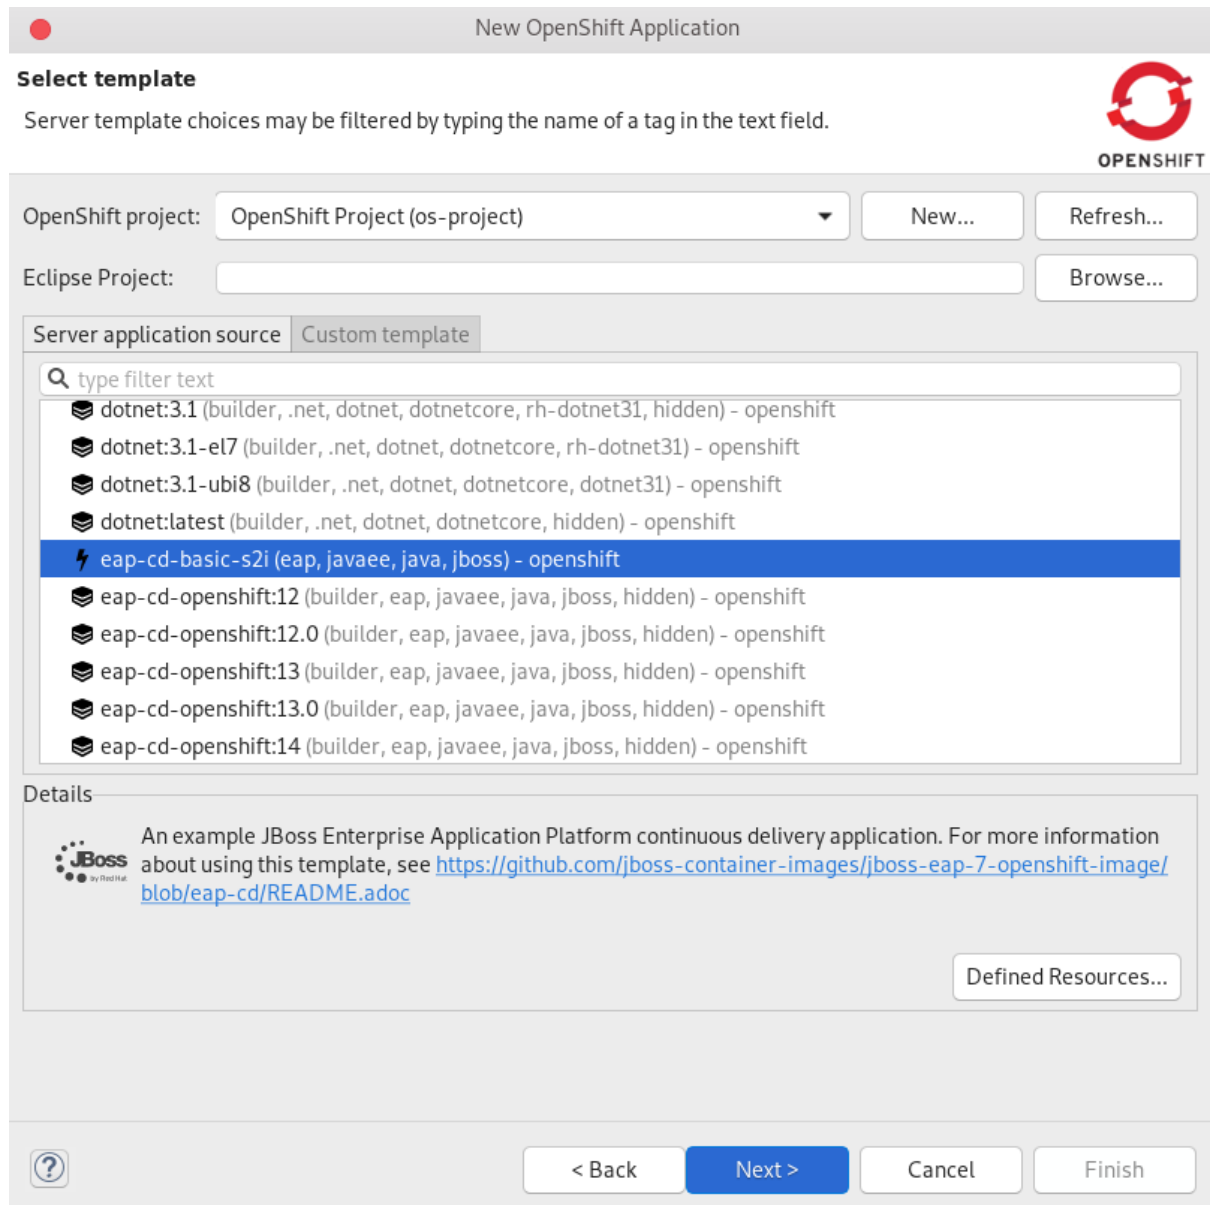 New OpenShift Application
Select template
Server template choices may be filtered by typing the name of a tag in the text field.
OPENSHIFT
OpenShift project: OpenShift Project (os-project) New... Refresh...
Eclipse Project: Browse...
Server application source Custom template
type filter text
dotnet:3.1 (builder, .net, dotnet, dotnetcore, rh-dotnet31, hidden) - openshift
dotnet:3.1-el7 (builder, .net, dotnet, dotnetcore, rh-dotnet31) - openshift
dotnet:3.1-ubi8 (builder, .net, dotnet, dotnetcore, dotnet31) - openshift
dotnet:latest (builder, .net, dotnet, dotnetcore, hidden) - openshift
eap-cd-basic-s2i (eap, javaee, java, jboss) - openshift
eap-cd-openshift:12 (builder, eap, javaee, java, jboss, hidden) - openshift
eap-cd-openshift:12.0 (builder, eap, javaee, java, jboss, hidden) - openshift
eap-cd-openshift:13 (builder, eap, javaee, java, jboss, hidden) - openshift
eap-cd-openshift:13.0 (builder, eap, javaee, java, jboss, hidden) - openshift
eap-cd-openshift:14 (builder, eap, javaee, java, jboss, hidden) - openshift
Details
An example JBoss Enterprise Application Platform continuous delivery application. For more information
JBoss about using this template, see https://github.com/jboss-container-images/jboss-eap-7-openshift-image/
by Red Hat
blob/eap-cd/README.adoc
Defined Resources...
? < Back Next > Cancel Finish